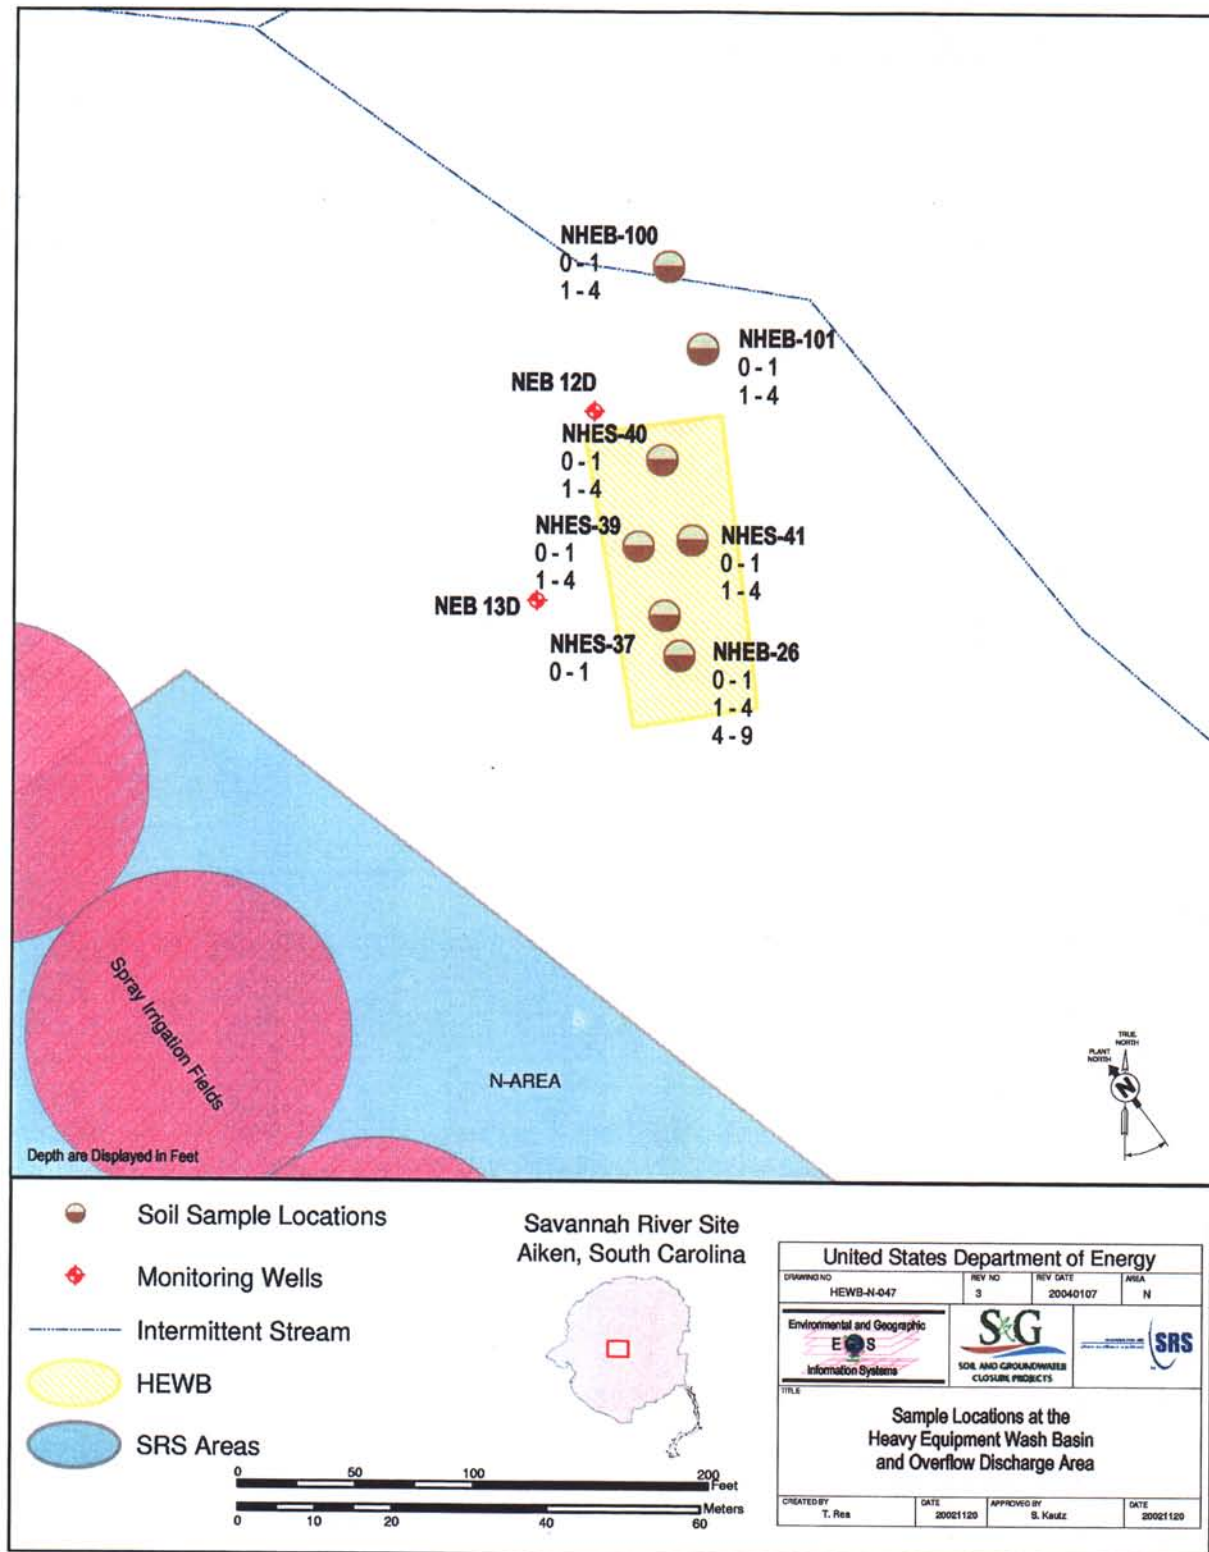 NHEB-100
0 - 1
1 - 4
NHEB-101
0 - 1
1 - 4
NEB 12D
NHES-40
0 - 1
1 - 4
NHES-39
0 - 1
1 - 4
NHES-41
0 - 1
1 - 4
NEB 13D
NHES-37
0 - 1
NHEB-26
0 - 1
1 - 4
4 - 9
Spray Irrigation Fields
N-AREA
TRUE
NORTH
PLANT
NORTH
N
Depth are Displayed in Feet
Soil Sample Locations
Monitoring Wells
Intermittent Stream
HEWB
SRS Areas
Savannah River Site
Aiken, South Carolina
0 50 100 200
Feet
Meters
0 10 20 40 60
United States Department of Energy
DRAWING NO REV NO REV DATE AREA
HEWB-N-047 3 20040107 N
Environmental and Geographic
E S
Information Systems
S&G
SOIL AND GROUNDWATER
CLOSURE PROJECTS
SRS
TITLE
Sample Locations at the
Heavy Equipment Wash Basin
and Overflow Discharge Area
CREATED BY DATE APPROVED BY DATE
T. Rea 20021120 S. Kautz 20021120